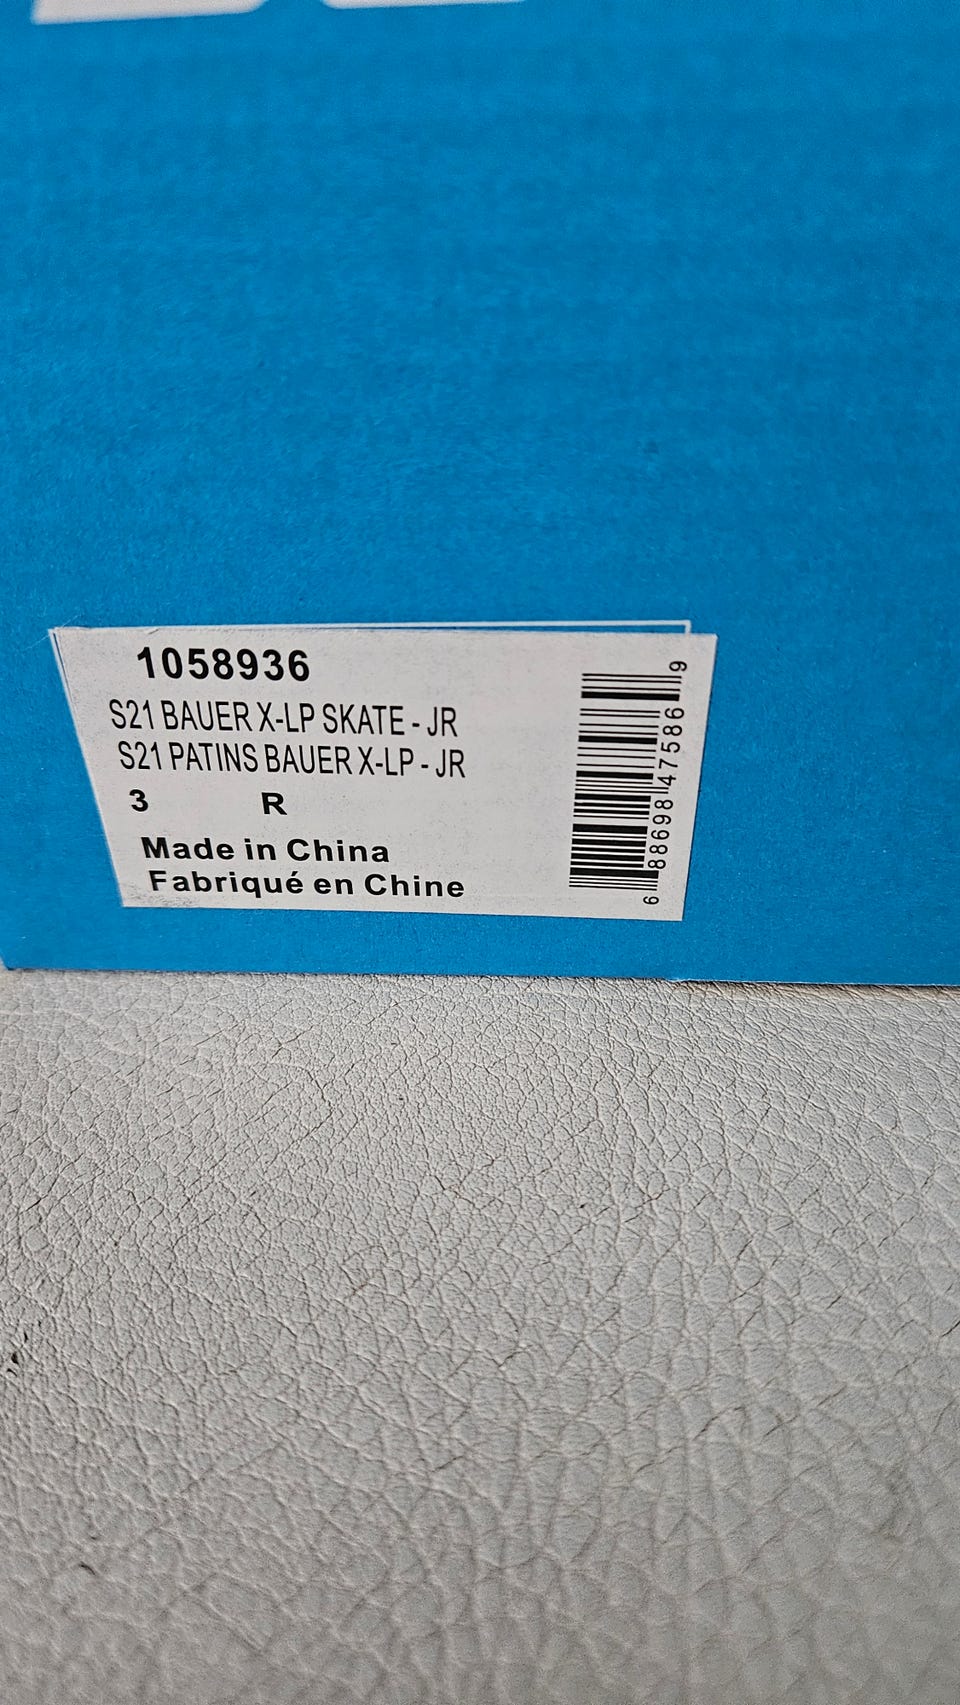 1058936
S21 BAUER X-LP SKATE - JR
S21 PATINS BAUER X-LP - JR
3 R
Made in China
Fabriqué en Chine
6 88698 47586 9